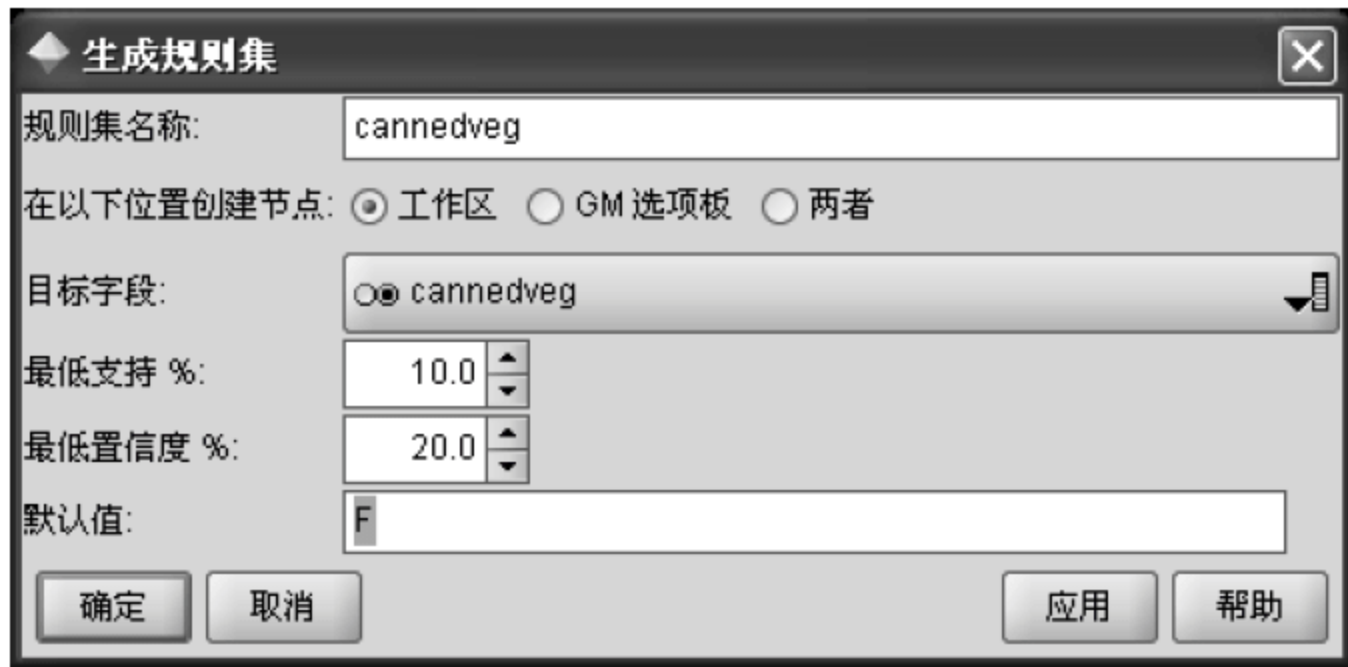 生成规则集
规则集名称: cannedveg
在以下位置创建节点: 工作区 GM 选项板 两者
目标字段: cannedveg
最低支持 %: 10.0
最低置信度 %: 20.0
默认值: F
确定 取消 应用 帮助